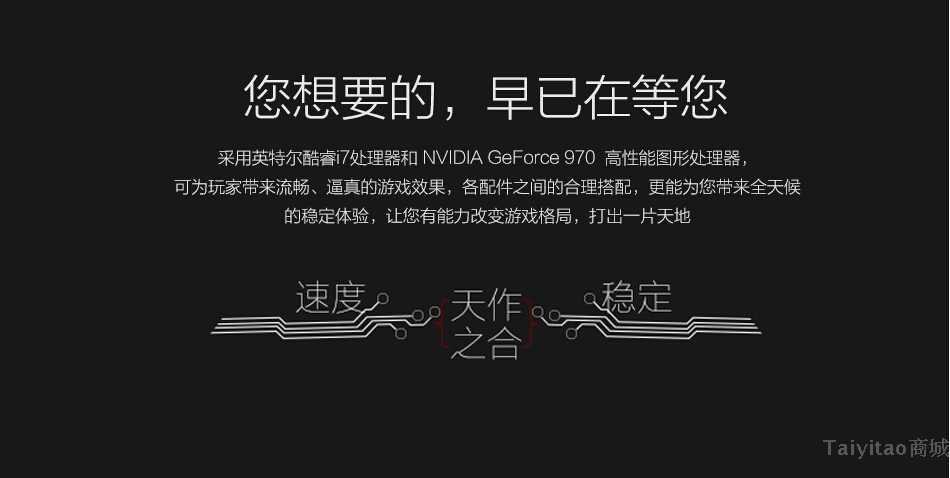 您想要的，早已在等您
采用英特尔酷睿i7处理器和 NVIDIA GeForce 970 高性能图形处理器，
可为玩家带来流畅、逼真的游戏效果，各配件之间的合理搭配，更能为您带来全天候
的稳定体验，让您有能力改变游戏格局，打出一片天地
速度
天作
之合
稳定
Taiyitao商城